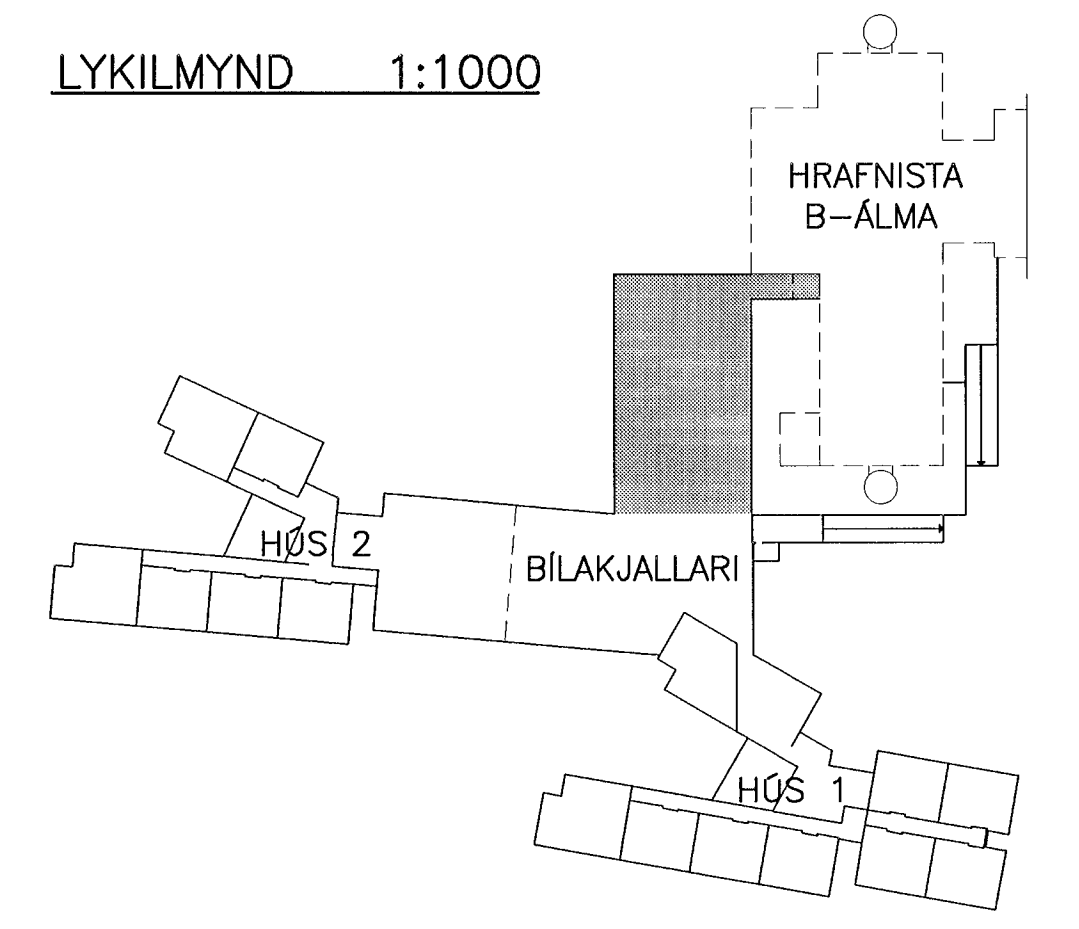 LYKILMYND 1:1000
HRAFNISTA
B-ÁLMA
HÚS 2
BÍLAKJALLARI
HÚS 1